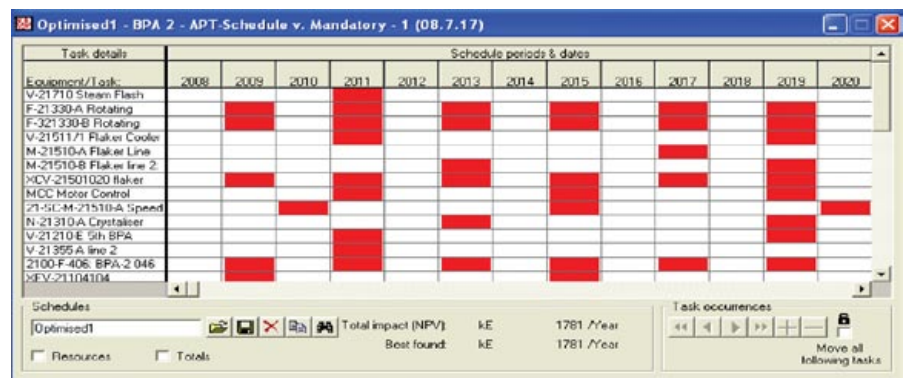 Optimised1 - BPA 2 - APT-Schedule v. Mandatory - 1 (08.7.17)
Task details Schedule periods & dates
Equipment/Task: 2008 2009 2010 2011 2012 2013 2014 2015 2016 2017 2018 2019 2020
V-21710 Steam Flash
F-21330-A Rotating
F-321330-B Rotating
V-21511/1 Flaker Cooler
M-21510-A Flaker Line
M-21510-B Flaker line 2.
XCV-21501020 flaker
MCC Motor Control
21-SC-M-21510-A Speed
N-21310-A Crystaliser
V-21210-E 5th BPA
V-21355-A line 2
2100-F-406. BPA-2 046
XFV-21104104
Schedules Task occurrences
Optimised1 Total impact (NPV): kE 1781 /Year
Best found: kE 1781 /Year
Resources Totals Move all
following tasks